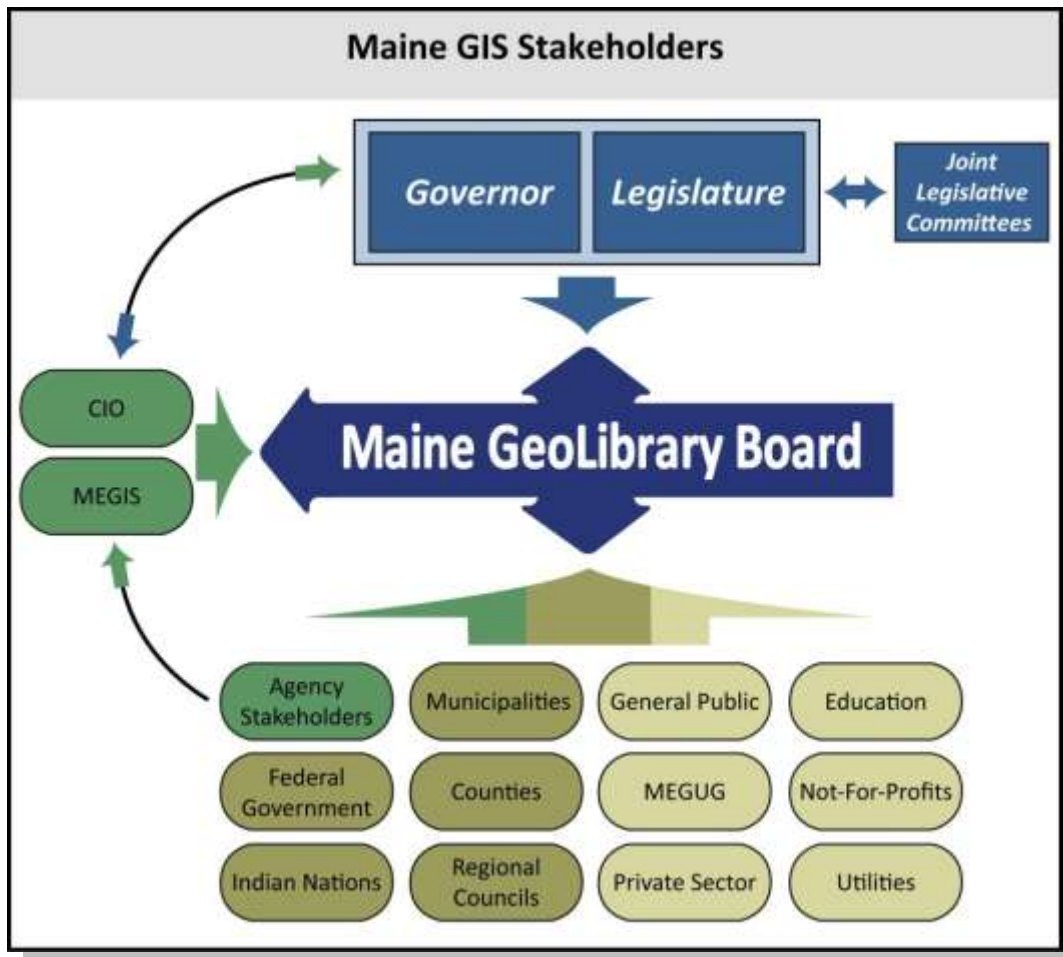 Maine GIS Stakeholders
Governor
Legislature
Joint
Legislative
Committees
CIO
MEGIS
Maine GeoLibrary Board
Agency
Stakeholders
Municipalities
General Public
Education
Federal
Government
Counties
MEGUG
Not-For-Profits
Indian Nations
Regional
Councils
Private Sector
Utilities